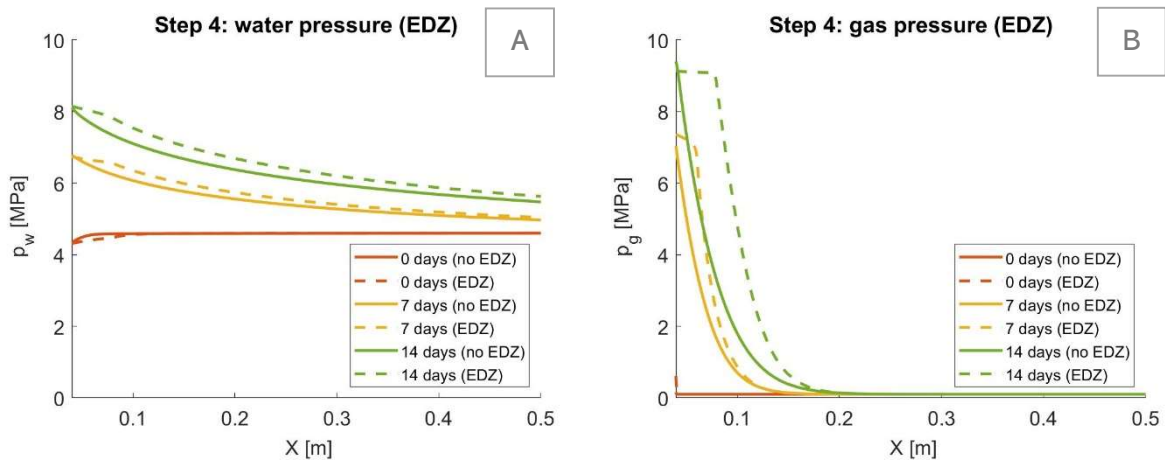 Step 4: water pressure (EDZ)
A
10
8
6
4
2
0
p_w [MPa]
0.1 0.2 0.3 0.4 0.5
X [m]
0 days (no EDZ)
0 days (EDZ)
7 days (no EDZ)
7 days (EDZ)
14 days (no EDZ)
14 days (EDZ)
Step 4: gas pressure (EDZ)
B
10
8
6
4
2
0
p_g [MPa]
0.1 0.2 0.3 0.4 0.5
X [m]
0 days (no EDZ)
0 days (EDZ)
7 days (no EDZ)
7 days (EDZ)
14 days (no EDZ)
14 days (EDZ)